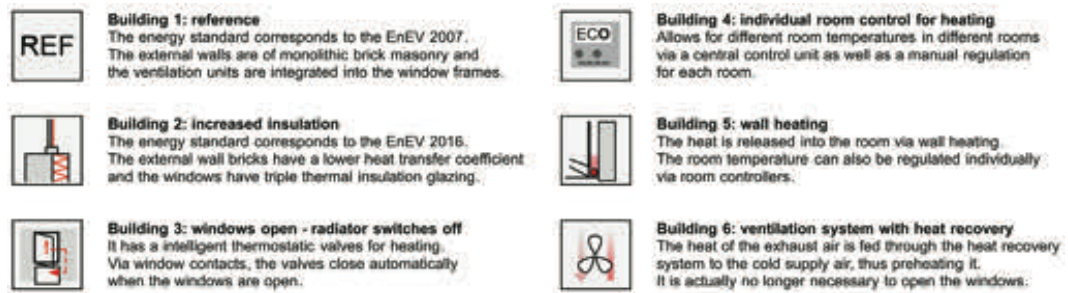 REF
Building 1: reference
The energy standard corresponds to the EnEV 2007.
The external walls are of monolithic brick masonry and
the ventilation units are integrated into the window frames.
Building 2: increased insulation
The energy standard corresponds to the EnEV 2016.
The external wall bricks have a lower heat transfer coefficient
and the windows have triple thermal insulation glazing.
Building 3: windows open - radiator switches off
It has a intelligent thermostatic valves for heating.
Via window contacts, the valves close automatically
when the windows are open.
ECO
Building 4: individual room control for heating
Allows for different room temperatures in different rooms
via a central control unit as well as a manual regulation
for each room.
Building 5: wall heating
The heat is released into the room via wall heating.
The room temperature can also be regulated individually
via room controllers.
Building 6: ventilation system with heat recovery
The heat of the exhaust air is fed through the heat recovery
system to the cold supply air, thus preheating it.
It is actually no longer necessary to open the windows.